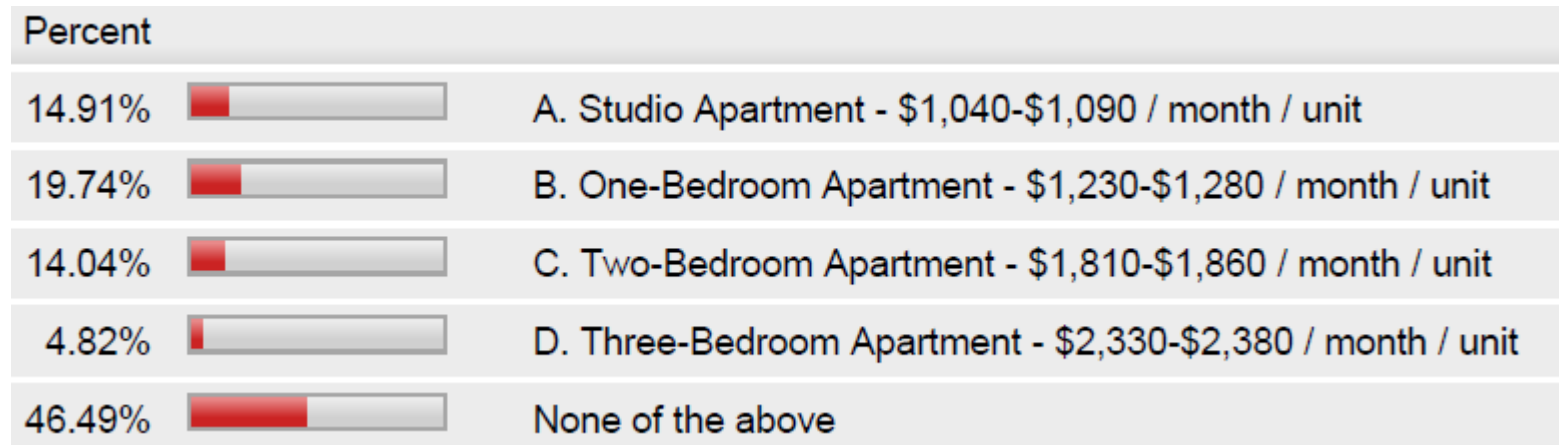 Percent
14.91% A. Studio Apartment - $1,040-$1,090 / month / unit
19.74% B. One-Bedroom Apartment - $1,230-$1,280 / month / unit
14.04% C. Two-Bedroom Apartment - $1,810-$1,860 / month / unit
4.82% D. Three-Bedroom Apartment - $2,330-$2,380 / month / unit
46.49% None of the above